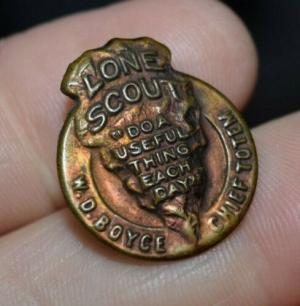 LONE
SCOUT
"DO A
USEFUL
THING
EACH
DAY"
W.D. BOYCE
CHIEF TOTEM